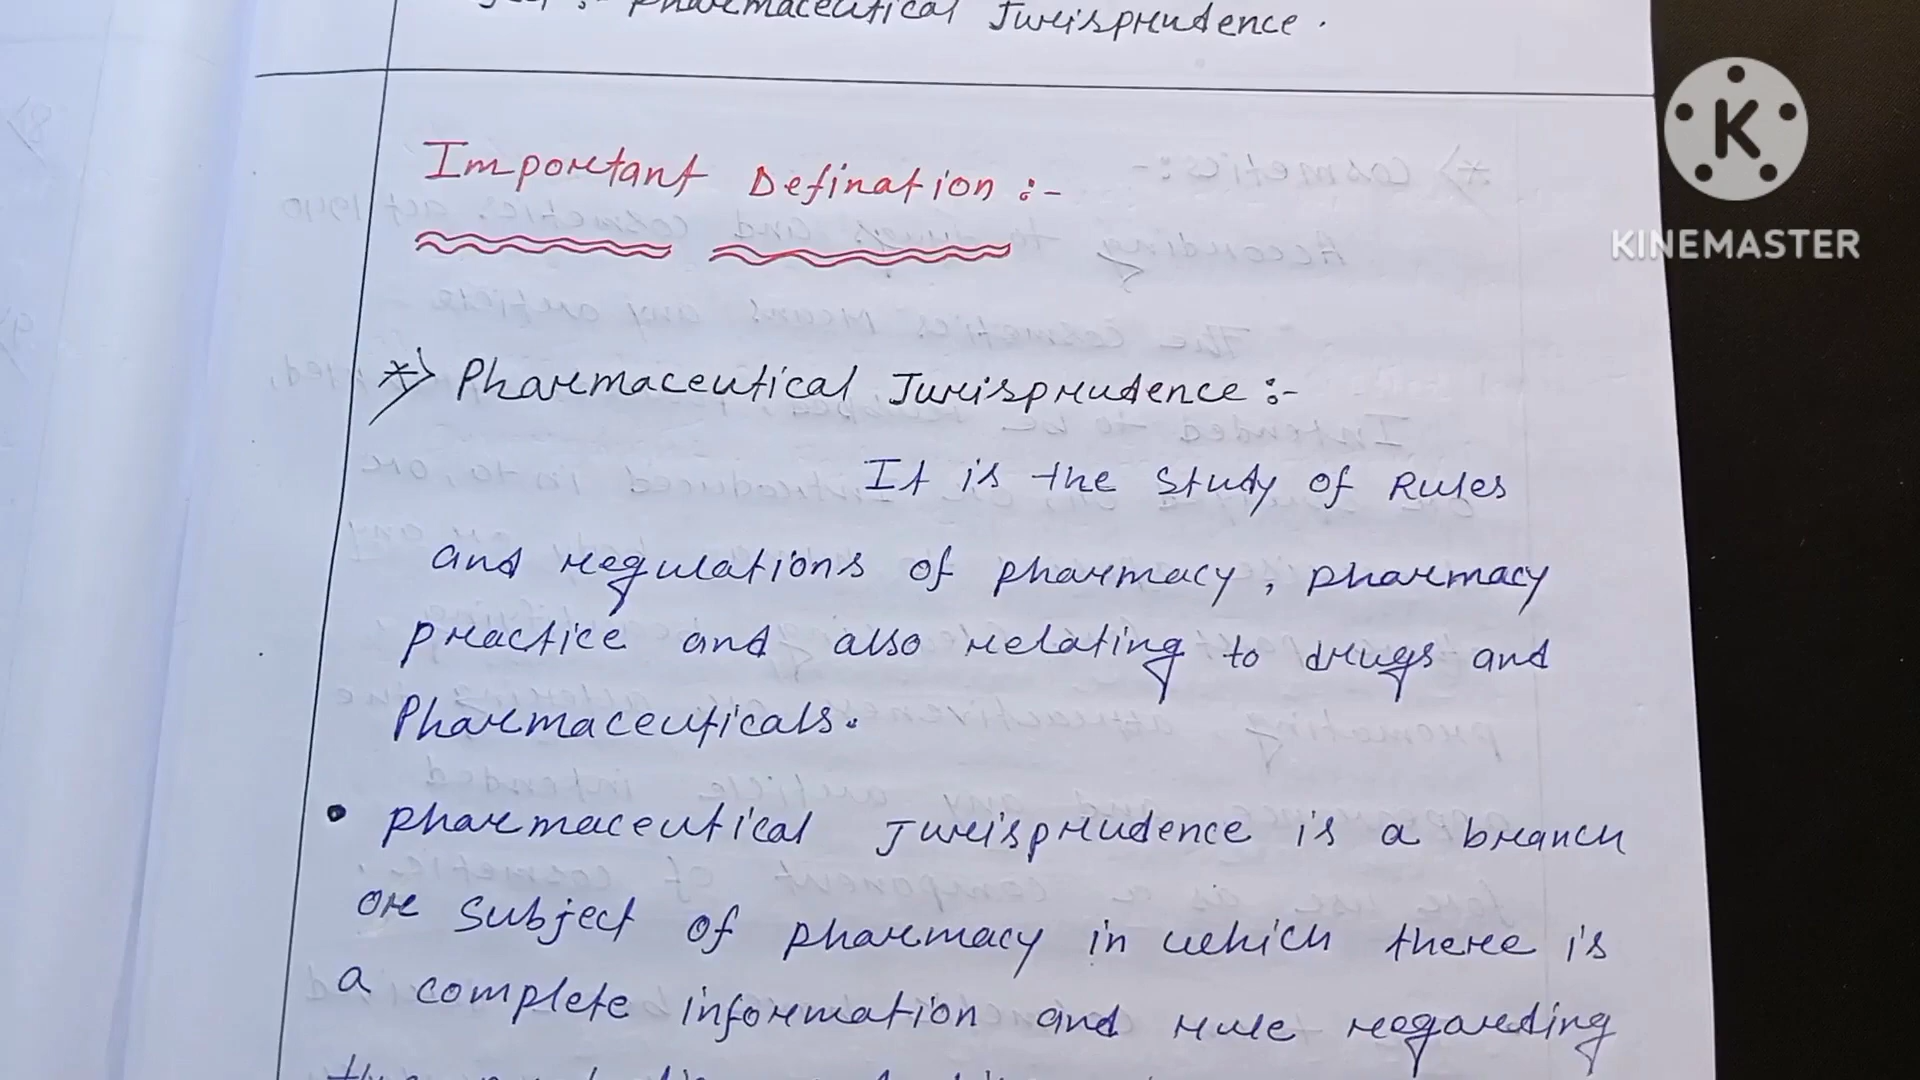 Pharmaceutical Jurisprudence.
Important Defination :-
*) Pharmaceutical Jurisprudence :-
It is the study of Rules
and regulations of pharmacy, pharmacy
practice and also relating to drugs and
Pharmaceuticals.
• pharmaceutical Jurisprudence is a branch
or subject of pharmacy in which there is
a complete information and rule regarding
K
KINEMASTER